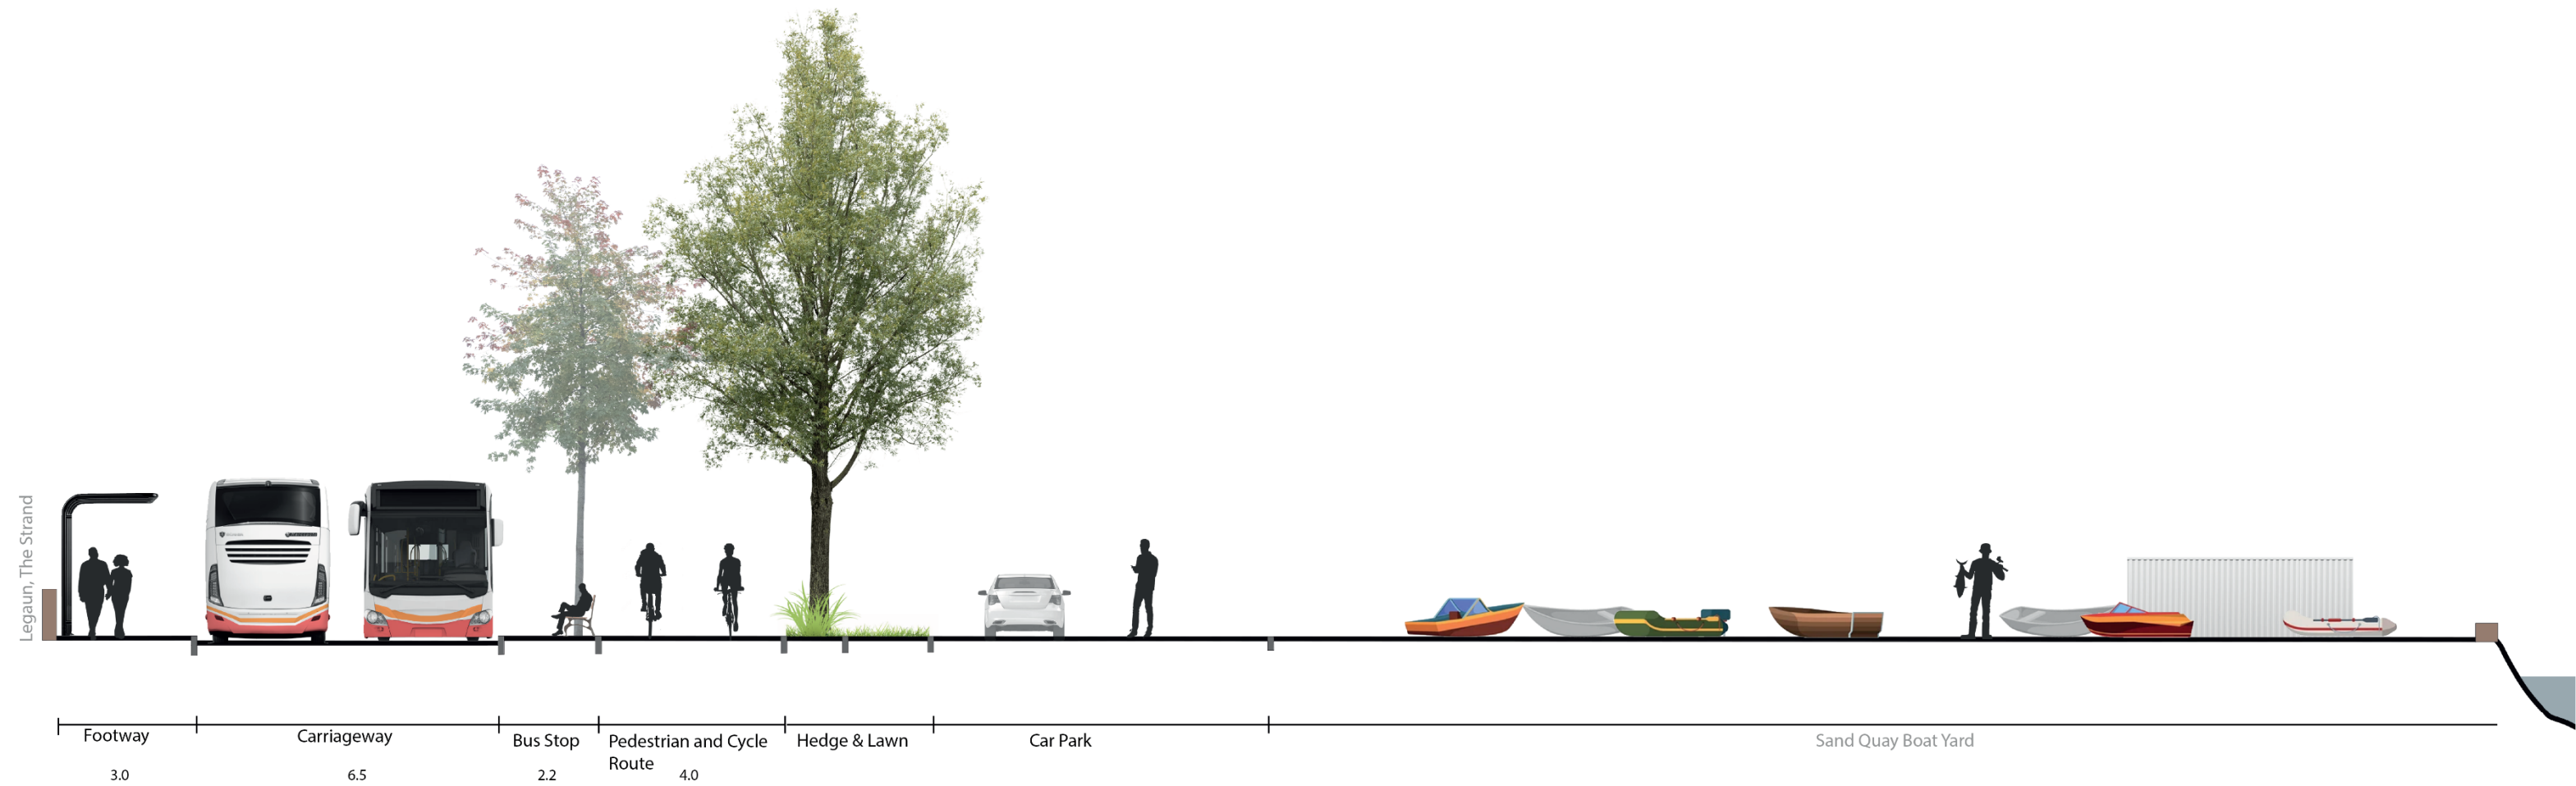 Legaun, The Strand
Footway
Carriageway
Bus Stop
Pedestrian and Cycle
Route
Hedge & Lawn
Car Park
Sand Quay Boat Yard
3.0
6.5
2.2
4.0